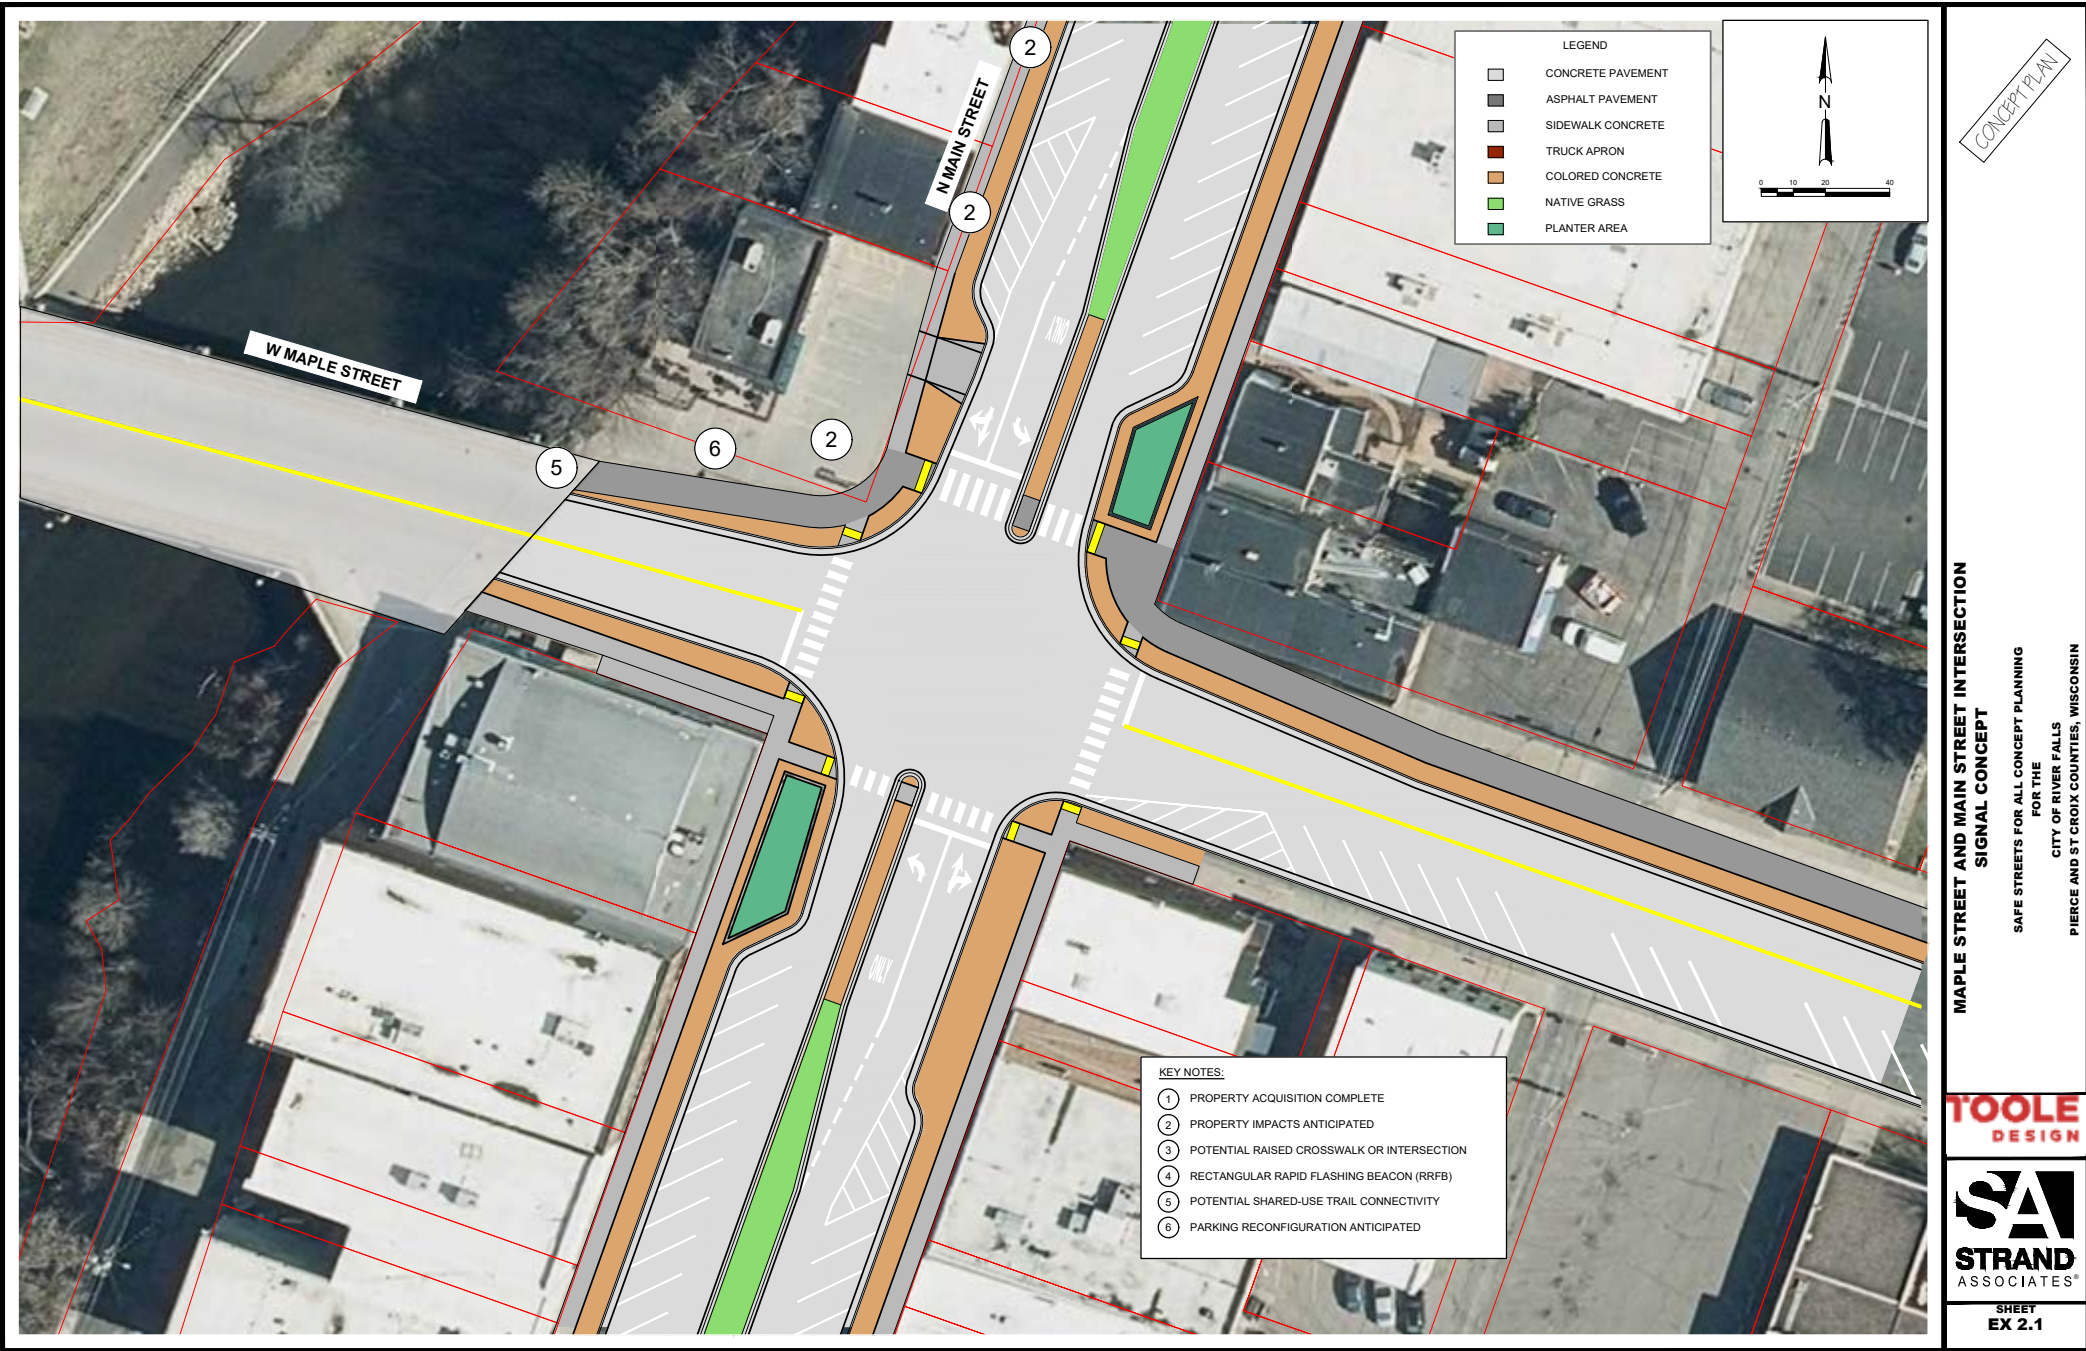 2
N MAIN STREET
2
W MAPLE STREET
5
6
2
ONLY
ONLY
LEGEND
CONCRETE PAVEMENT
ASPHALT PAVEMENT
SIDEWALK CONCRETE
TRUCK APRON
COLORED CONCRETE
NATIVE GRASS
PLANTER AREA
N
0 10 20 40
KEY NOTES:
1 PROPERTY ACQUISITION COMPLETE
2 PROPERTY IMPACTS ANTICIPATED
3 POTENTIAL RAISED CROSSWALK OR INTERSECTION
4 RECTANGULAR RAPID FLASHING BEACON (RRFB)
5 POTENTIAL SHARED-USE TRAIL CONNECTIVITY
6 PARKING RECONFIGURATION ANTICIPATED
CONCEPT PLAN
MAPLE STREET AND MAIN STREET INTERSECTION
SIGNAL CONCEPT
SAFE STREETS FOR ALL CONCEPT PLANNING
FOR THE
CITY OF RIVER FALLS
PIERCE AND ST CROIX COUNTIES, WISCONSIN
TOOLE
DESIGN
SA
STRAND
ASSOCIATES®
SHEET
EX 2.1